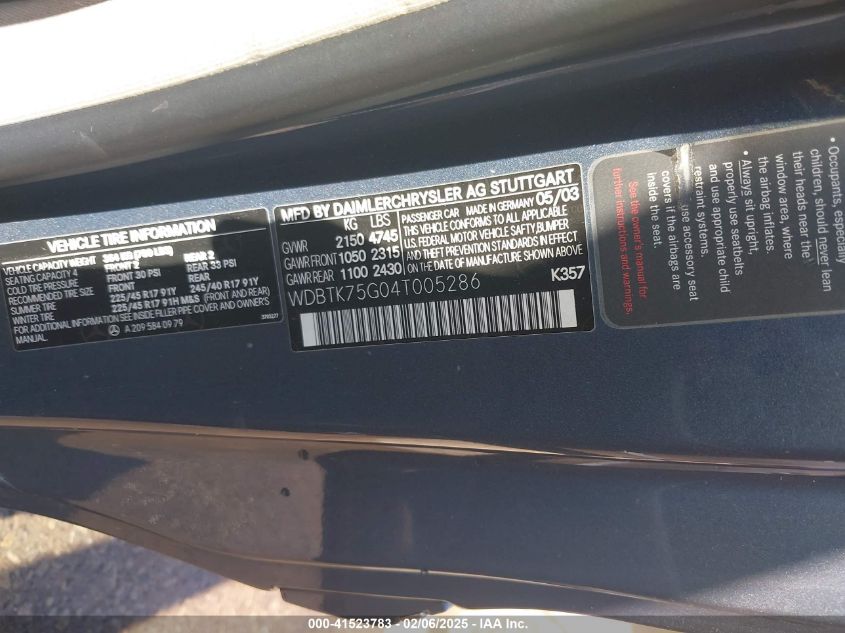 VEHICLE TIRE INFORMATION
VEHICLE CAPACITY WEIGHT
SEATING CAPACITY 4 FRONT 2 REAR 2
COLD TIRE PRESSURE FRONT 30 PSI REAR 33 PSI
RECOMMENDED TIRE SIZE FRONT REAR
SUMMER TIRE 225/45 R17 91Y 245/40 R17 91Y
WINTER TIRE 225/45 R17 91H M&S (FRONT AND REAR)
FOR ADDITIONAL INFORMATION SEE INSIDE FILLER PIPE COVER AND OWNER'S
MANUAL.
A 209 584 09 79
MFD BY DAIMLERCHRYSLER AG STUTTGART
KG LBS
GVWR 2150 4745
GAWR FRONT 1050 2315
GAWR REAR 1100 2430
PASSENGER CAR MADE IN GERMANY 05/03
THIS VEHICLE CONFORMS TO ALL APPLICABLE
U.S. FEDERAL MOTOR VEHICLE SAFETY, BUMPER
AND THEFT PREVENTION STANDARDS IN EFFECT
ON THE DATE OF MANUFACTURE SHOWN ABOVE
WDBTK75G04T005286
K357
• Occupants, especially
children, should never lean
their heads near the
window area, where
the airbag inflates
• Always sit upright,
properly use seatbelts
and use appropriate child
restraint systems.
use accessory seat
covers if the airbags are
inside the seat.
See the owner's manual for
further instructions and warnings.
000-41523783 - 02/06/2025 - IAA Inc.